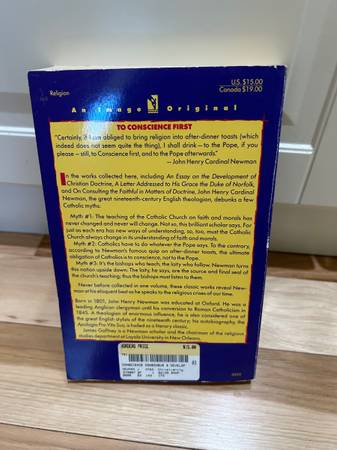 Religion
U.S. $15.00
Canada $19.00
An Image Original
TO CONSCIENCE FIRST
"Certainly, if I am obliged to bring religion into after-dinner toasts (which
indeed does not seem quite the thing), I shall drink—to the Pope, if you
please—still, to Conscience first, and to the Pope afterwards."
—John Henry Cardinal Newman
In the works collected here, including An Essay on the Development of
Christian Doctrine, A Letter Addressed to His Grace the Duke of Norfolk,
and On Consulting the Faithful in Matters of Doctrine, John Henry Cardinal
Newman, the great nineteenth-century English theologian, debunks a few
Catholic myths:
Myth #1: The teaching of the Catholic Church on faith and morals has
never changed and never will change. Not so, this brilliant scholar says. For
just as each era has new ways of understanding, so, too, must the Catholic
Church always change in its understanding of faith and morals.
Myth #2: Catholics have to do whatever the Pope says. To the contrary,
according to Newman's famous quip on after-dinner toasts, the ultimate
obligation of Catholics is to conscience, not to the Pope.
Myth #3: It's the bishops who teach, the laity who follow. Newman turns
this notion upside down: The laity, he says, are the source and final seal of
the church's teaching; thus the bishops must listen to them.
Never before collected in one volume, these classic works reveal New-
man at his eloquent best as he speaks to the religious crises of our time.
Born in 1801, John Henry Newman was educated at Oxford. He was a
leading Anglican clergyman until his conversion to Roman Catholicism in
1845. A theologian of enormous influence, he is also considered one of
the great English stylists of the nineteenth century. His autobiography, the
Apologia Pro Vita Sua, is hailed as a literary classic.
James Gaffney is a Newman scholar and the chairman of the religious
studies department at Loyola University in New Orleans.
BORDERS PRICE
$15.00
CONSCIENCE CONSENSUS & DEVELOP